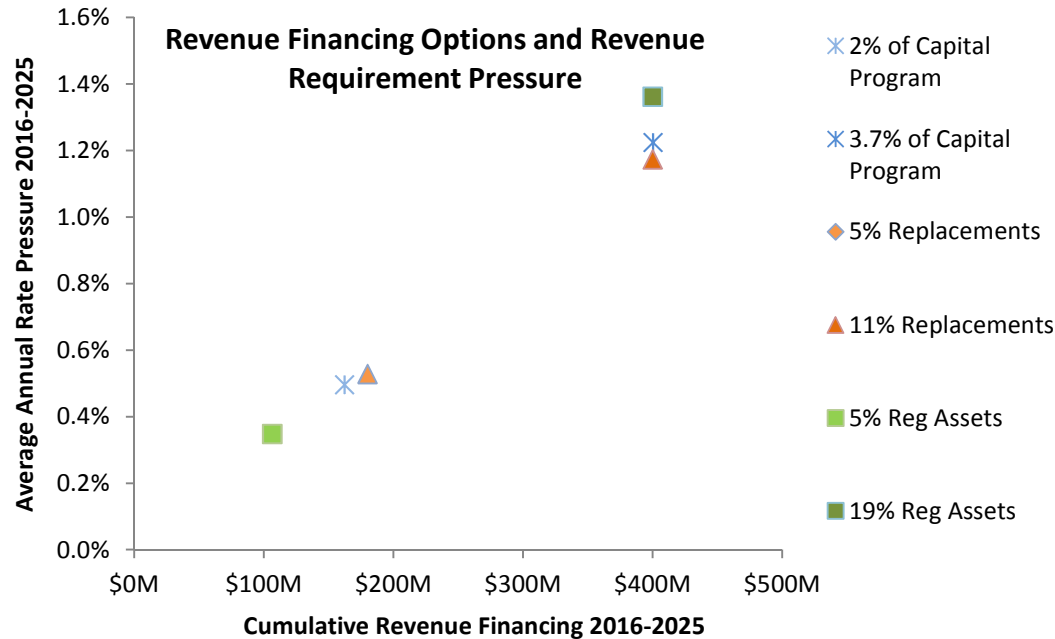 Revenue Financing Options and Revenue
Requirement Pressure
Average Annual Rate Pressure 2016-2025
1.6%
1.4%
1.2%
1.0%
0.8%
0.6%
0.4%
0.2%
0.0%
$0M $100M $200M $300M $400M $500M
Cumulative Revenue Financing 2016-2025
2% of Capital
Program
3.7% of Capital
Program
5% Replacements
11% Replacements
5% Reg Assets
19% Reg Assets